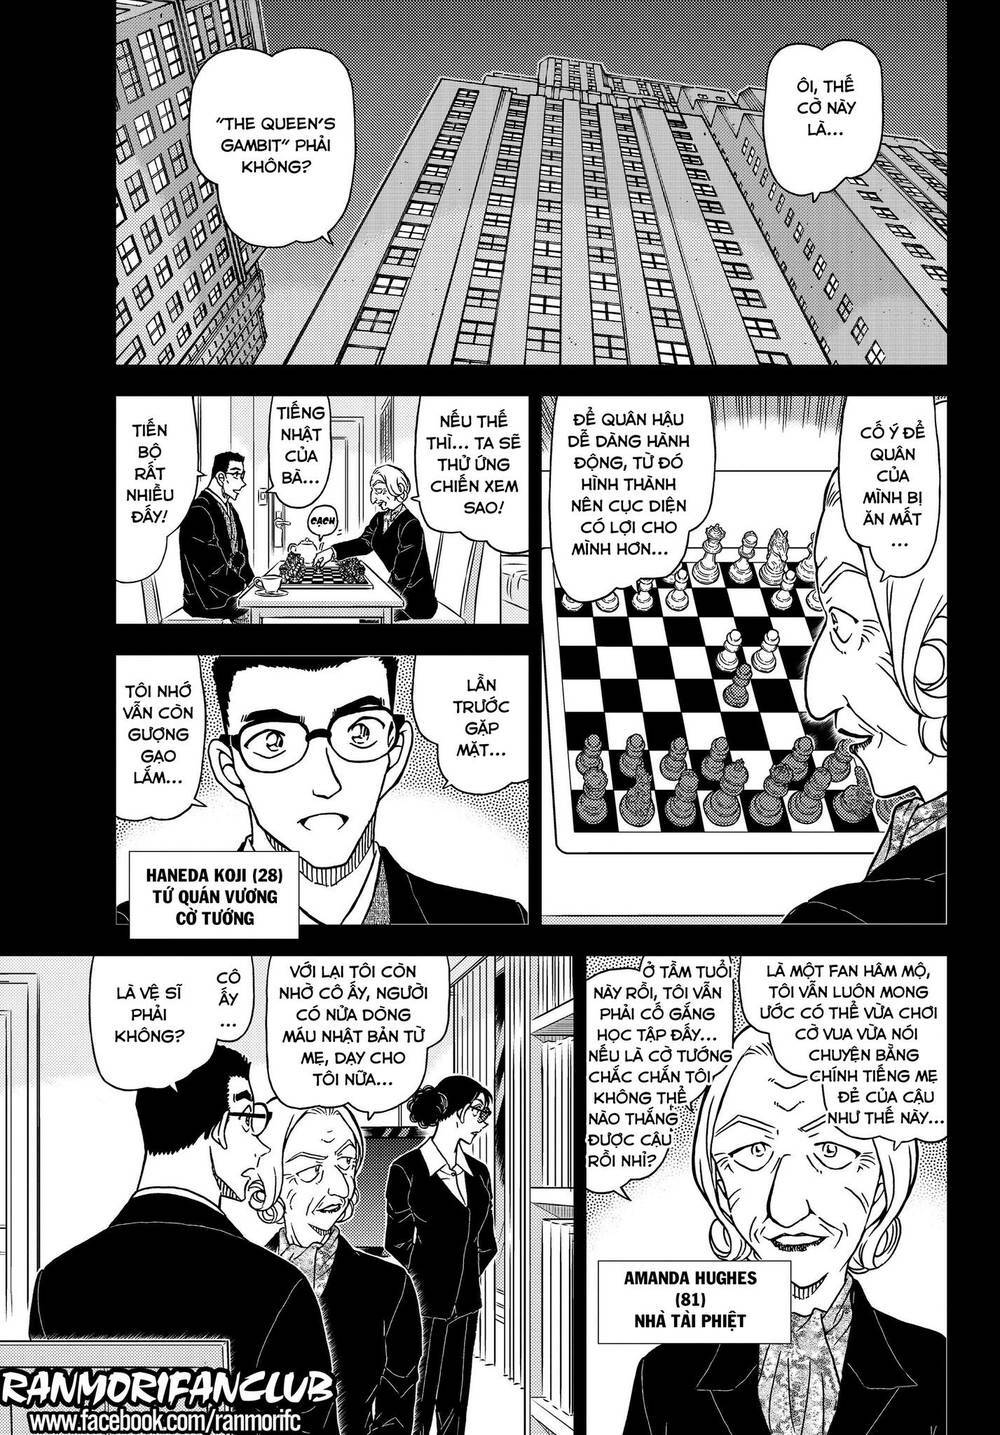 ÔI, THẾ
CỜ NÀY
LÀ...
"THE QUEEN'S
GAMBIT" PHẢI
KHÔNG?
CỐ Ý ĐỂ
QUÂN
CỦA
MÌNH BỊ
ĂN MẤT
...
ĐỂ QUÂN HẬU
DỄ DÀNG HÀNH
ĐỘNG, TỪ ĐÓ
HÌNH THÀNH
NÊN CỤC DIỆN
CÓ LỢI CHO
MÌNH HƠN...
NẾU THẾ
THÌ... TA SẼ
THỬ ỨNG
CHIẾN XEM
SAO!
CẠCH
TIẾNG
NHẬT
CỦA
BÀ...
TIẾN
BỘ RẤT
NHIỀU
ĐẤY!
LẦN
TRƯỚC
GẶP
MẶT...
TÔI NHỚ
VẪN CÒN
GƯỢNG
GẠO
LẮM...
HANEDA KOJI (28)
TỨ QUÁN VƯƠNG
CỜ TƯỚNG
LÀ MỘT FAN HÂM MỘ,
TÔI VẪN LUÔN MONG
ƯỚC CÓ THỂ VỪA CHƠI
CỜ VUA VỪA NÓI
CHUYỆN BẰNG
CHÍNH TIẾNG MẸ
ĐẺ CỦA CẬU
NHƯ THẾ NÀY...
Ở TẦM TUỔI
NÀY RỒI, TÔI VẪN
PHẢI CỐ GẮNG
HỌC TẬP ĐẤY...
NẾU LÀ CỜ TƯỚNG
CHẮC CHẮN TÔI
KHÔNG THỂ
NÀO THẮNG
ĐƯỢC CẬU
RỒI NHỈ?
AMANDA HUGHES
(81)
NHÀ TÀI PHIỆT
VỚI LẠI TÔI CÒN
NHỜ CÔ ẤY, NGƯỜI
CÓ NỬA DÒNG
MÁU NHẬT BẢN TỪ
MẸ, DẠY CHO
TÔI NỮA...
CÔ
ẤY
...
LÀ VỆ SĨ
PHẢI
KHÔNG?
RANMORIFANCLUB
www.facebook.com/ranmorifc